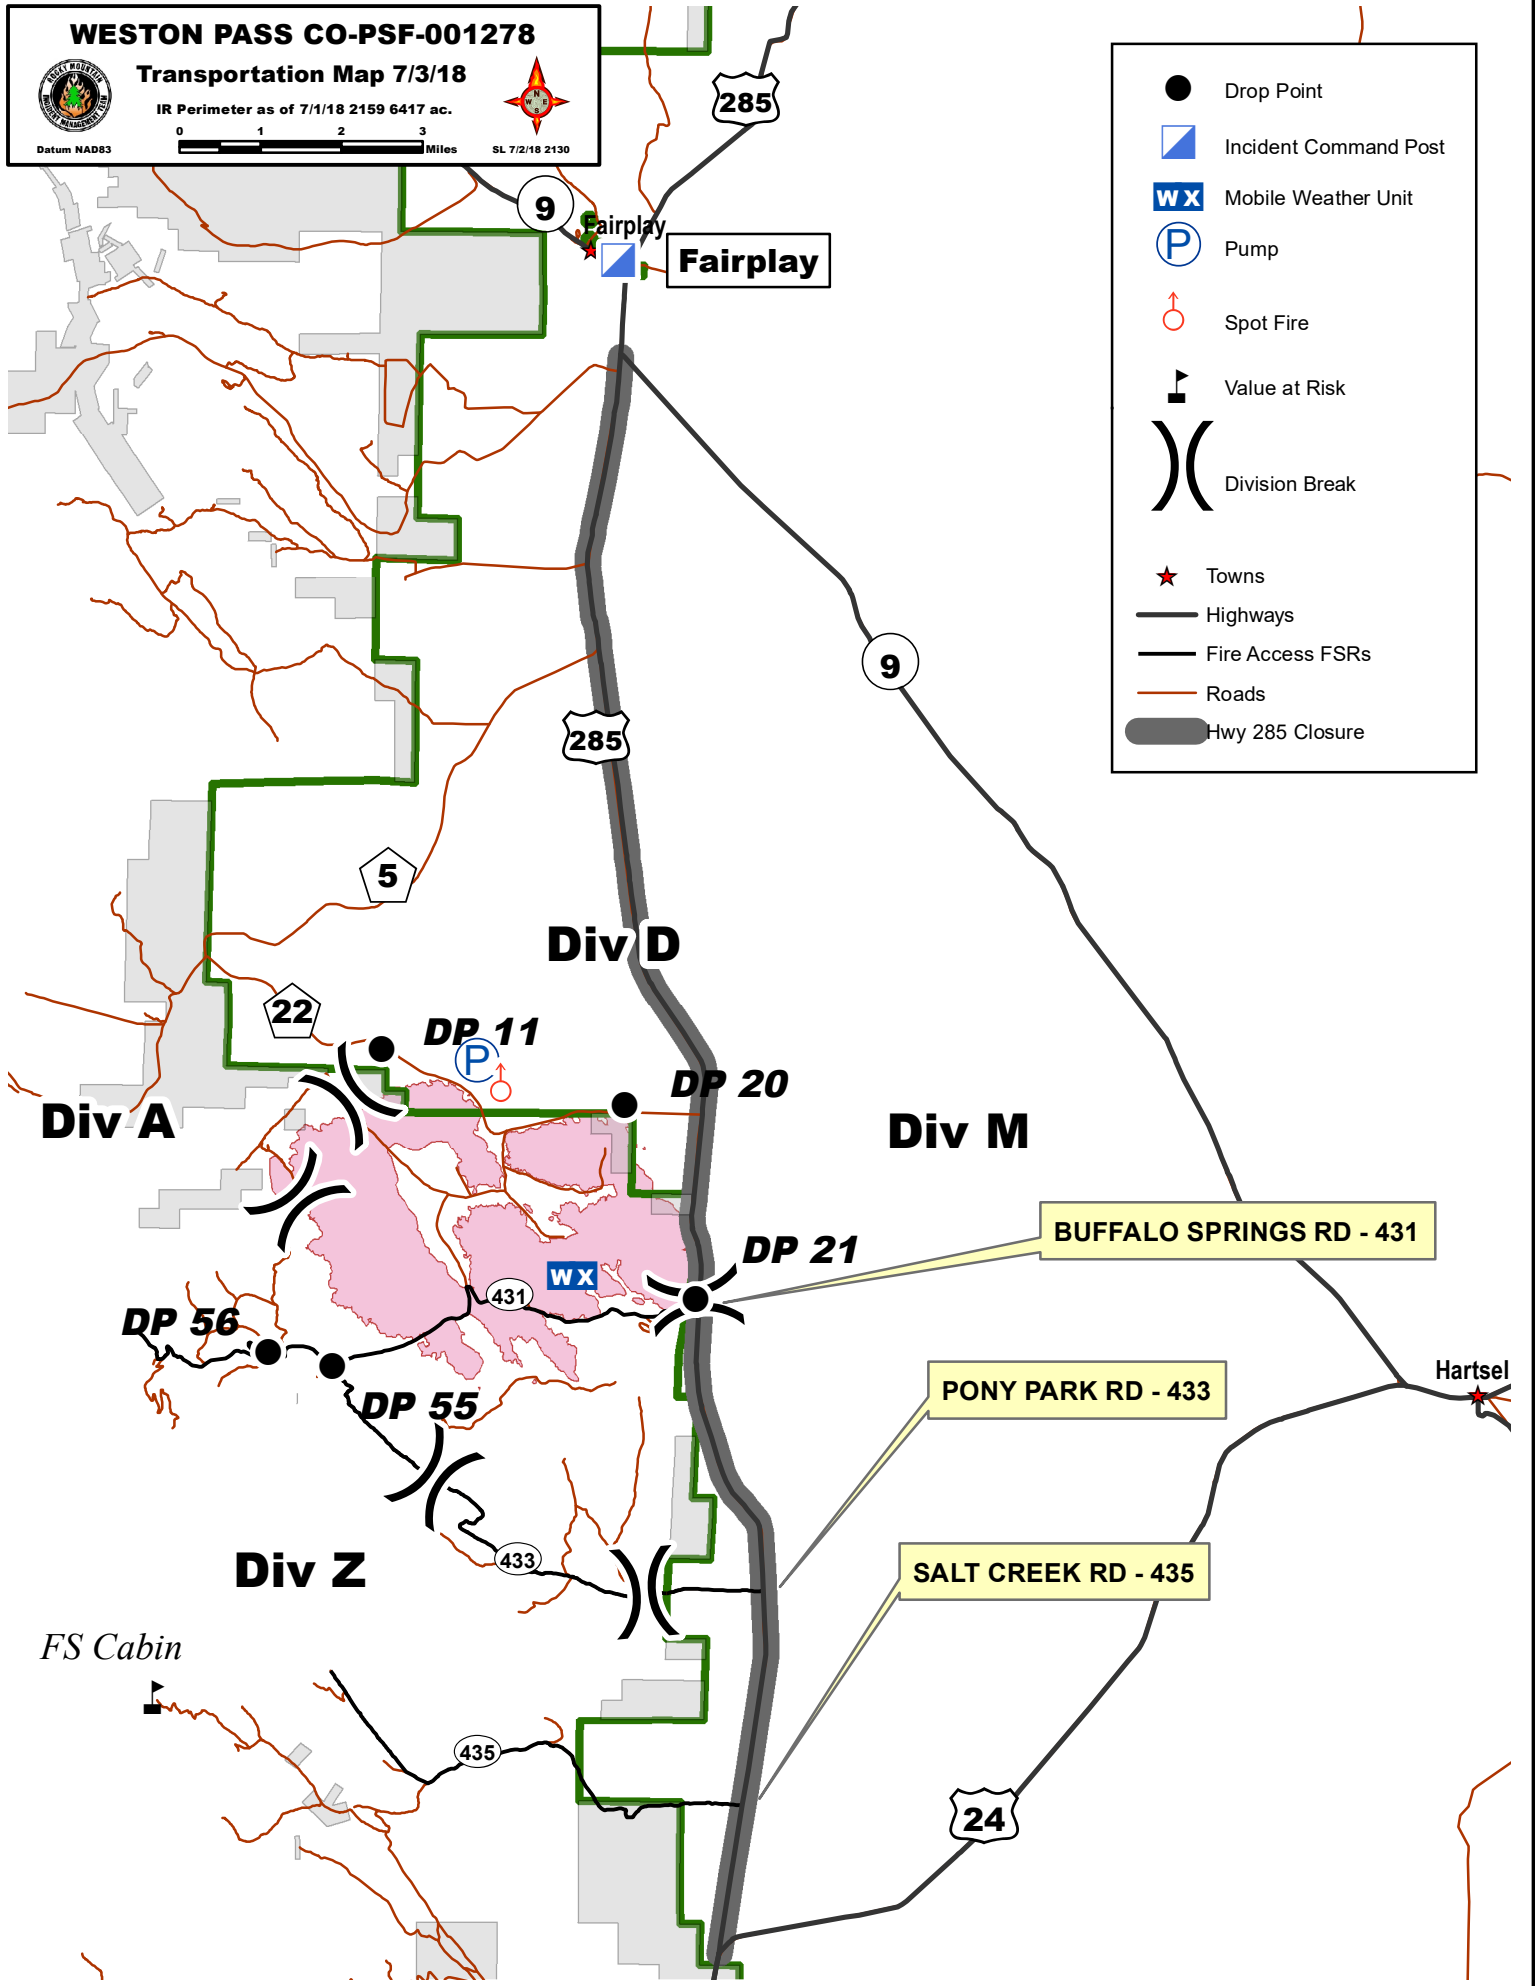 WESTON PASS CO-PSF-001278
Transportation Map 7/3/18
IR Perimeter as of 7/1/18 2159 6417 ac.
ROCKY MOUNTAIN
INCIDENT MANAGEMENT TEAM
N
W E
S
0 1 2 3
Miles
Datum NAD83
SL 7/2/18 2130
Drop Point
Incident Command Post
W X Mobile Weather Unit
P Pump
Spot Fire
Value at Risk
Division Break
Towns
Highways
Fire Access FSRs
Roads
Hwy 285 Closure
285
9
Fairplay
Fairplay
9
285
5
Div D
22
DP 11
P
DP 20
Div A
Div M
BUFFALO SPRINGS RD - 431
DP 21
W X
431
DP 56
Hartsel
PONY PARK RD - 433
DP 55
433
Div Z
SALT CREEK RD - 435
FS Cabin
435
24